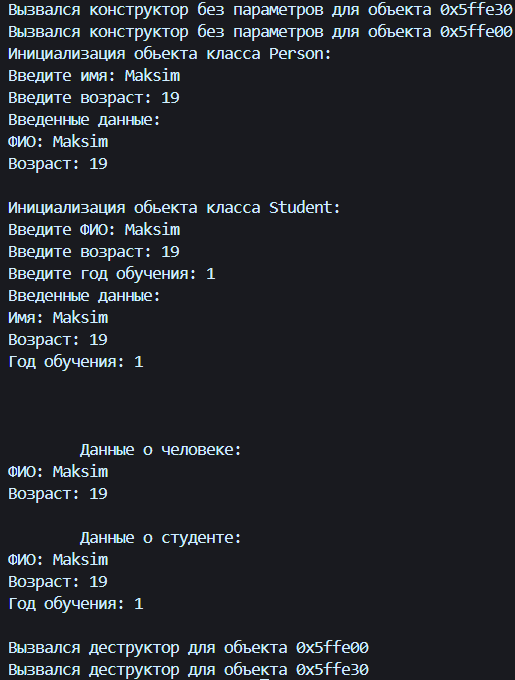 Вызвался конструктор без параметров для объекта 0x5ffe30
Вызвался конструктор без параметров для объекта 0x5ffe00
Инициализация обьекта класса Person:
Введите имя: Maksim
Введите возраст: 19
Введенные данные:
ФИО: Maksim
Возраст: 19
Инициализация обьекта класса Student:
Введите ФИО: Maksim
Введите возраст: 19
Введите год обучения: 1
Введенные данные:
Имя: Maksim
Возраст: 19
Год обучения: 1
Данные о человеке:
ФИО: Maksim
Возраст: 19
Данные о студенте:
ФИО: Maksim
Возраст: 19
Год обучения: 1
Вызвался деструктор для объекта 0x5ffe00
Вызвался деструктор для объекта 0x5ffe30